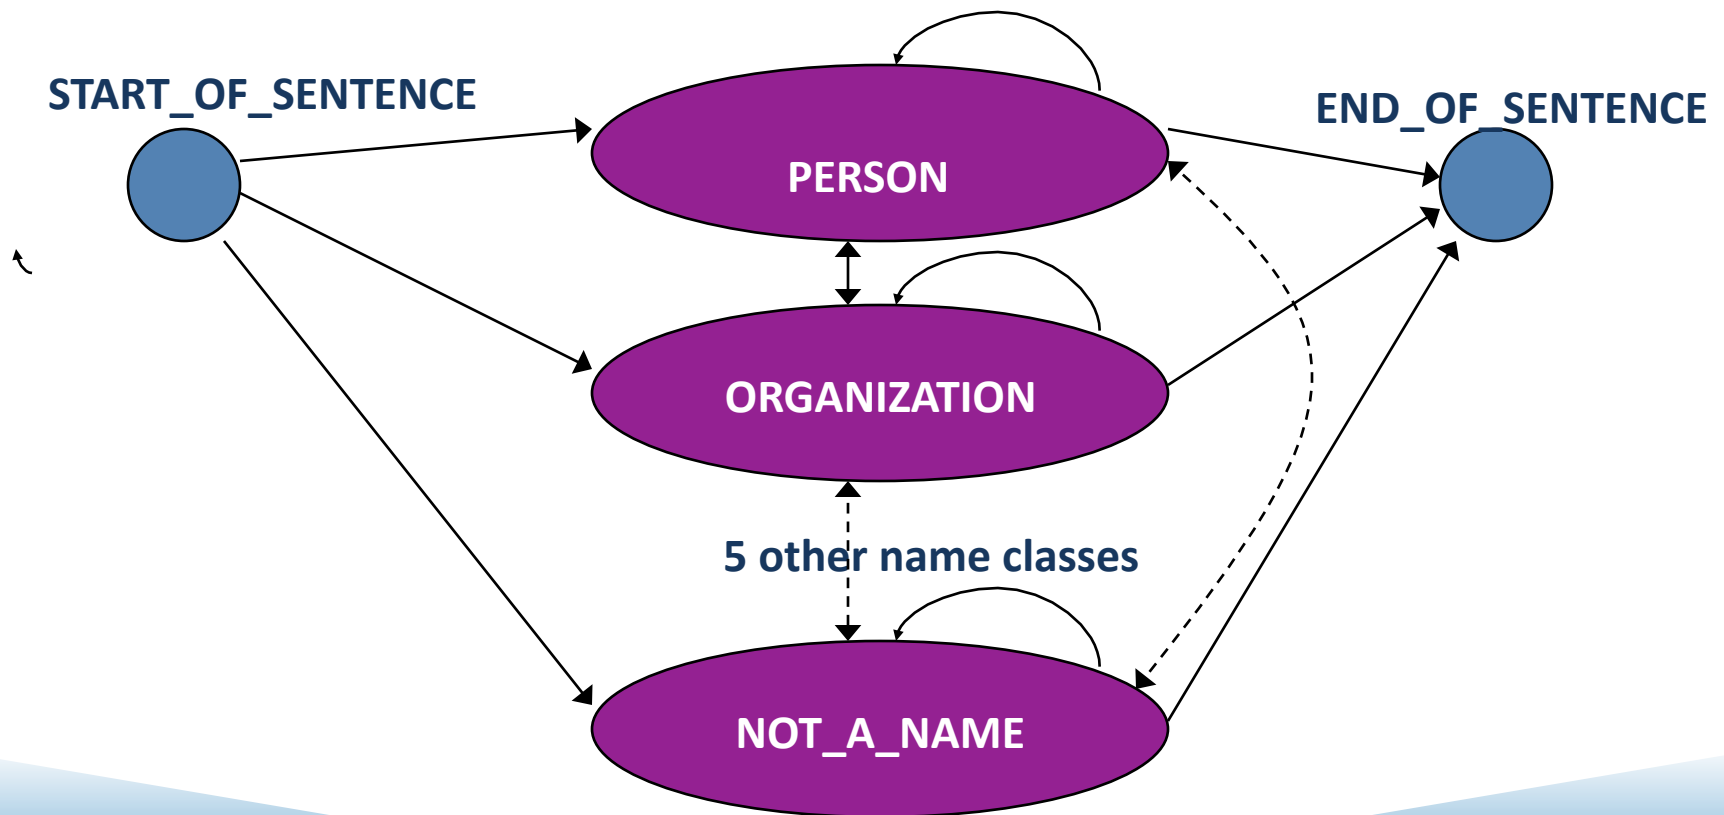 START_OF_SENTENCE
END_OF_SENTENCE
PERSON
ORGANIZATION
5 other name classes
NOT_A_NAME